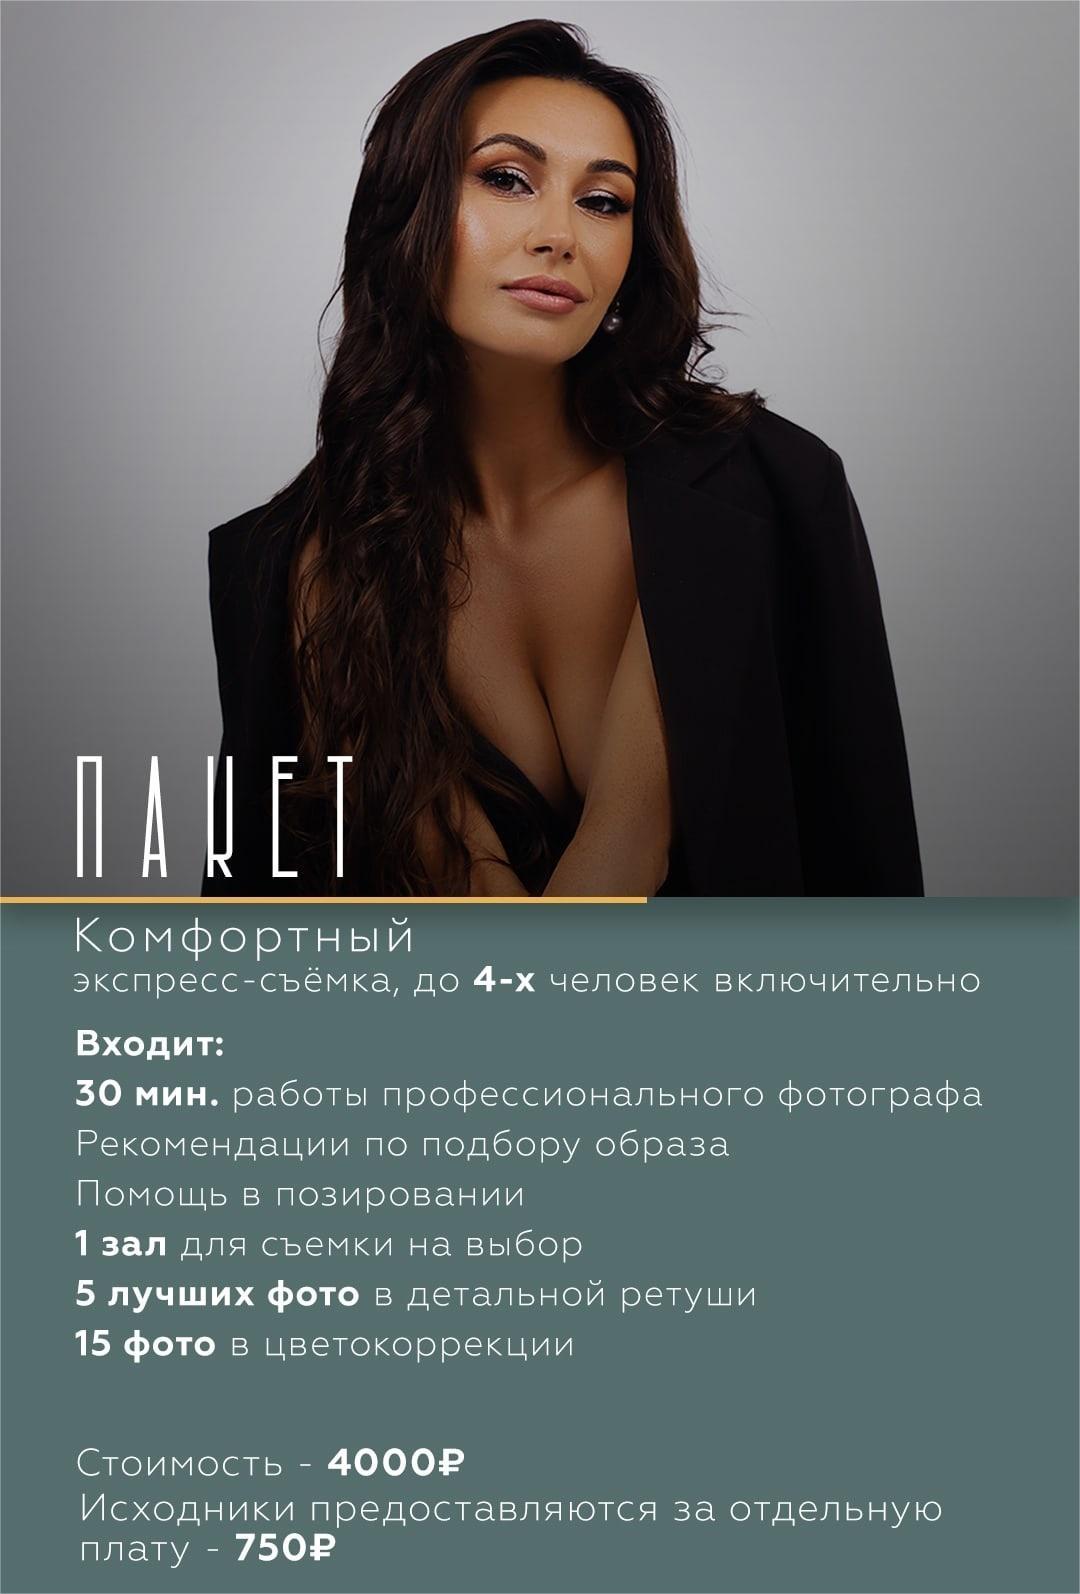 ПАКЕТ
Комфортный
экспресс-съёмка, до 4-х человек включительно
Входит:
30 мин. работы профессионального фотографа
Рекомендации по подбору образа
Помощь в позировании
1 зал для съемки на выбор
5 лучших фото в детальной ретуши
15 фото в цветокоррекции
Стоимость - 4000₽
Исходники предоставляются за отдельную
плату - 750₽